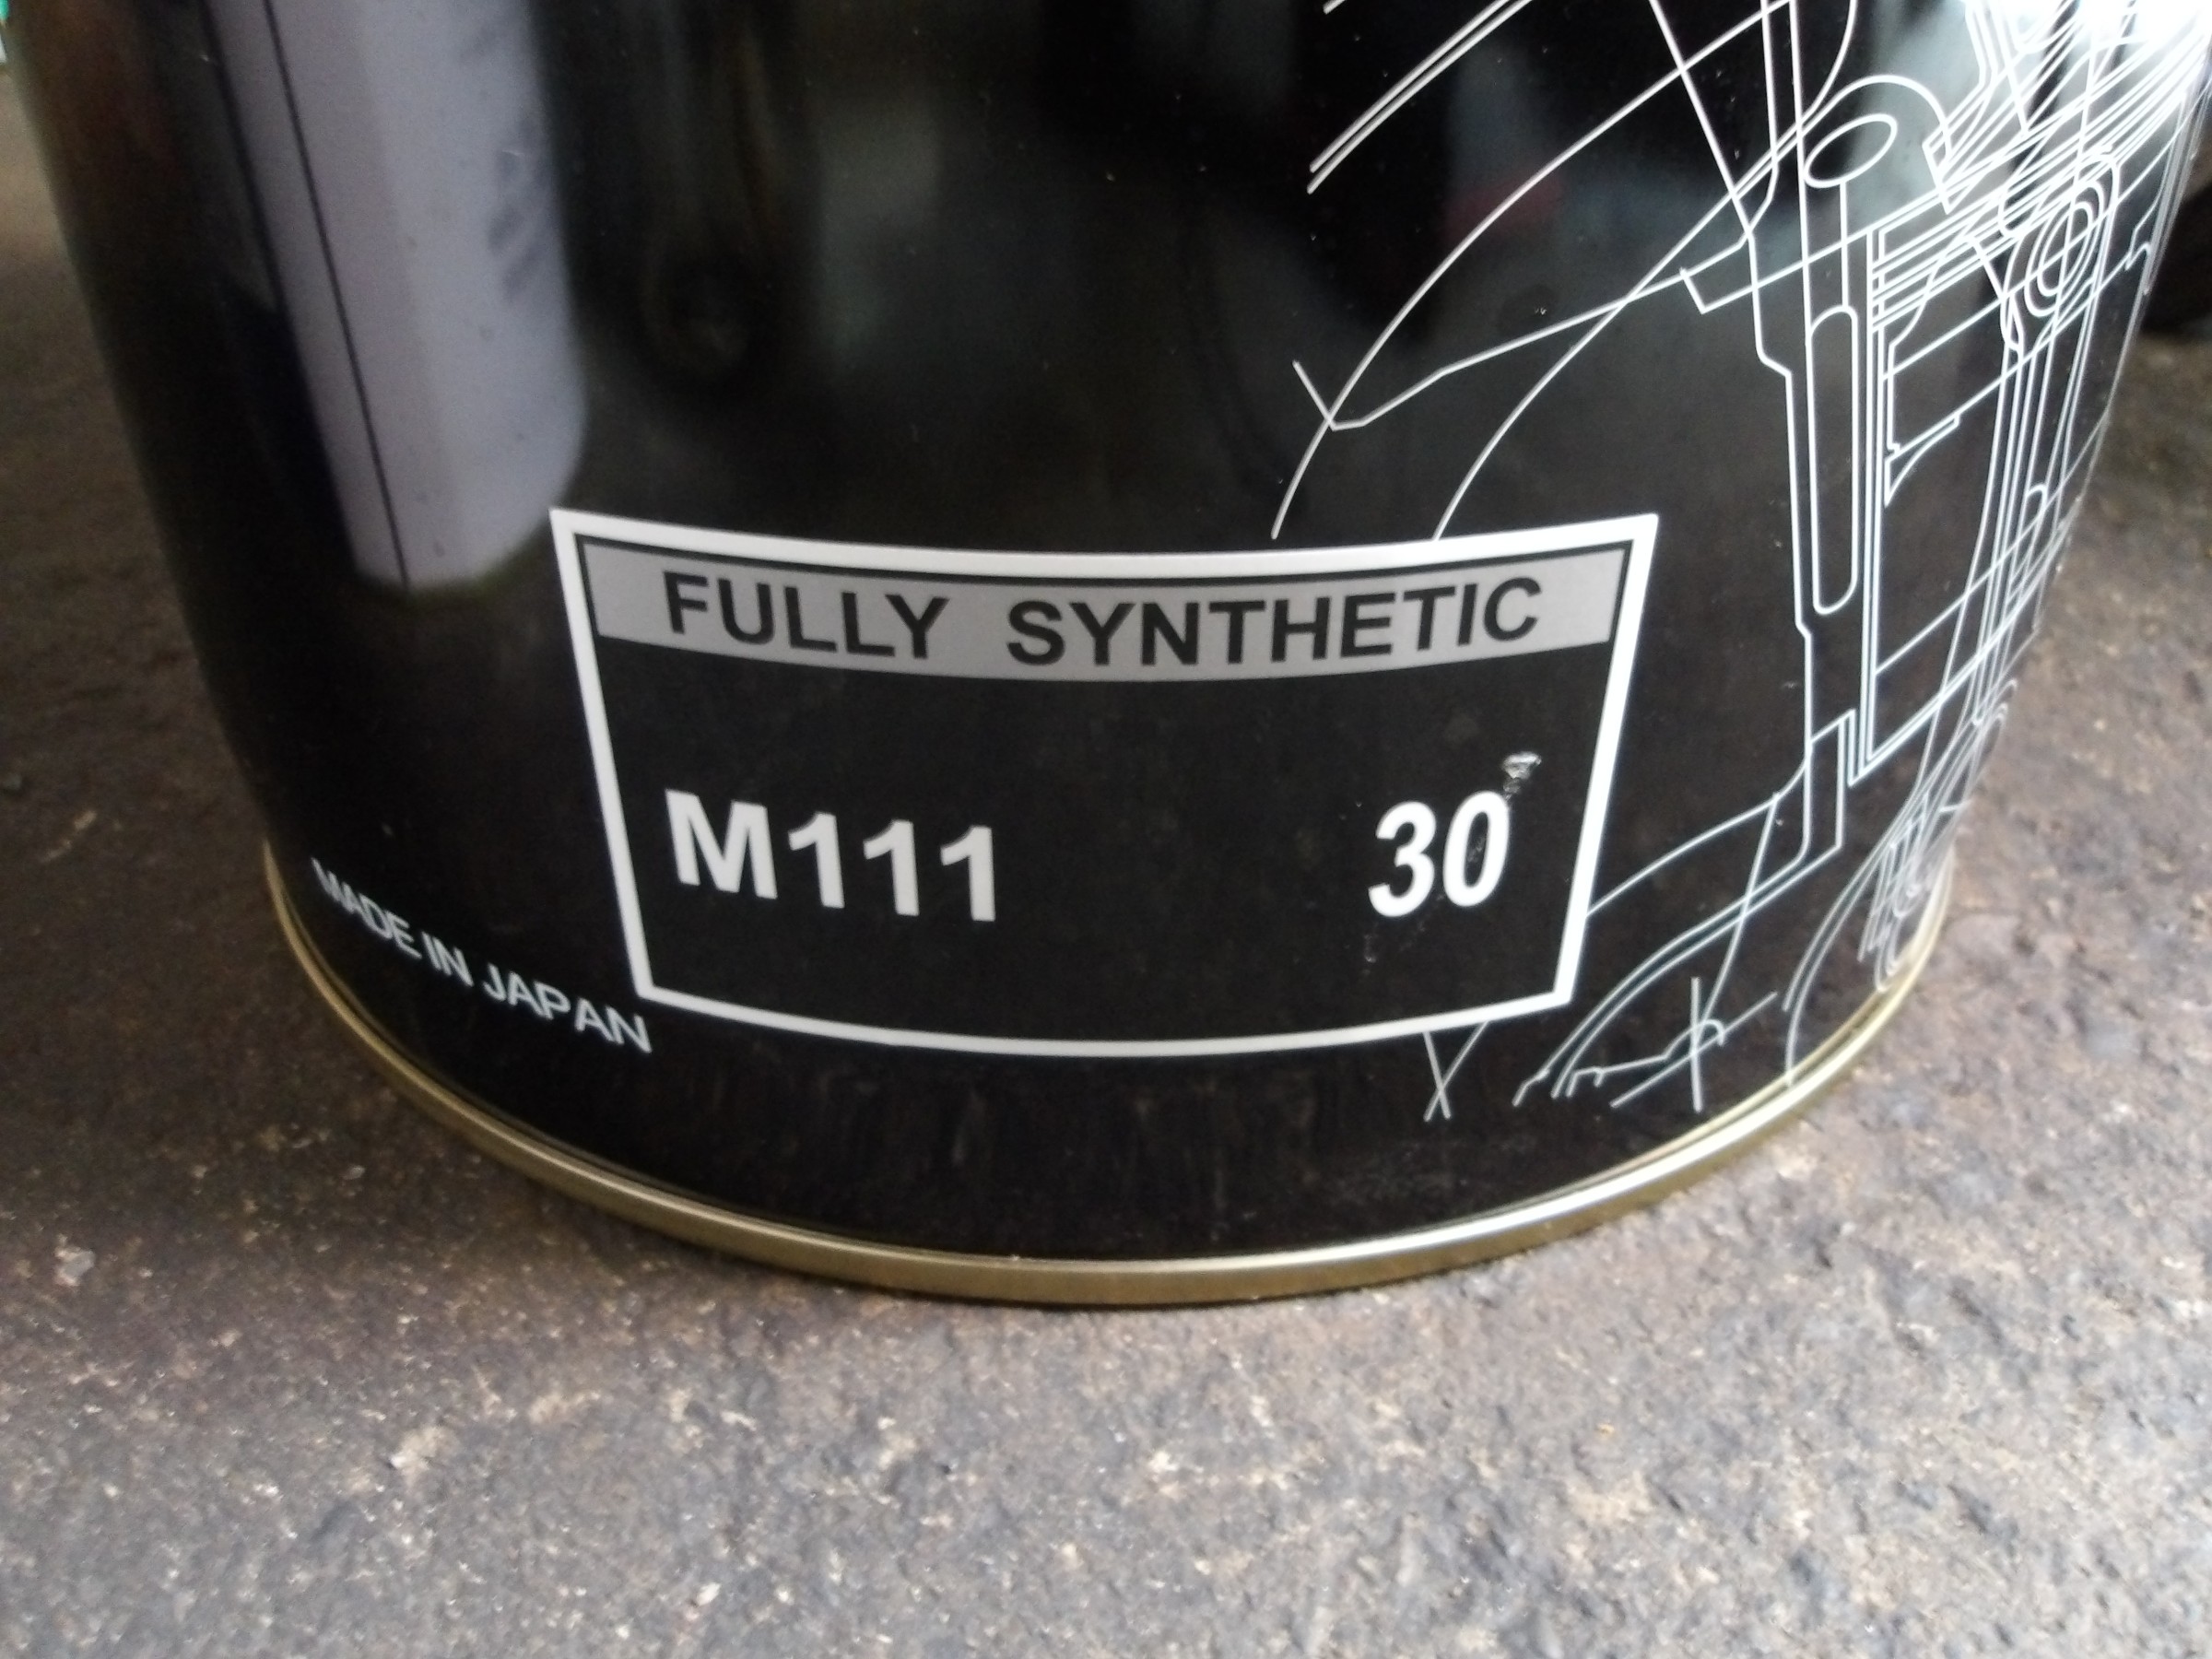 FULLY SYNTHETIC
M111 30
MADE IN JAPAN